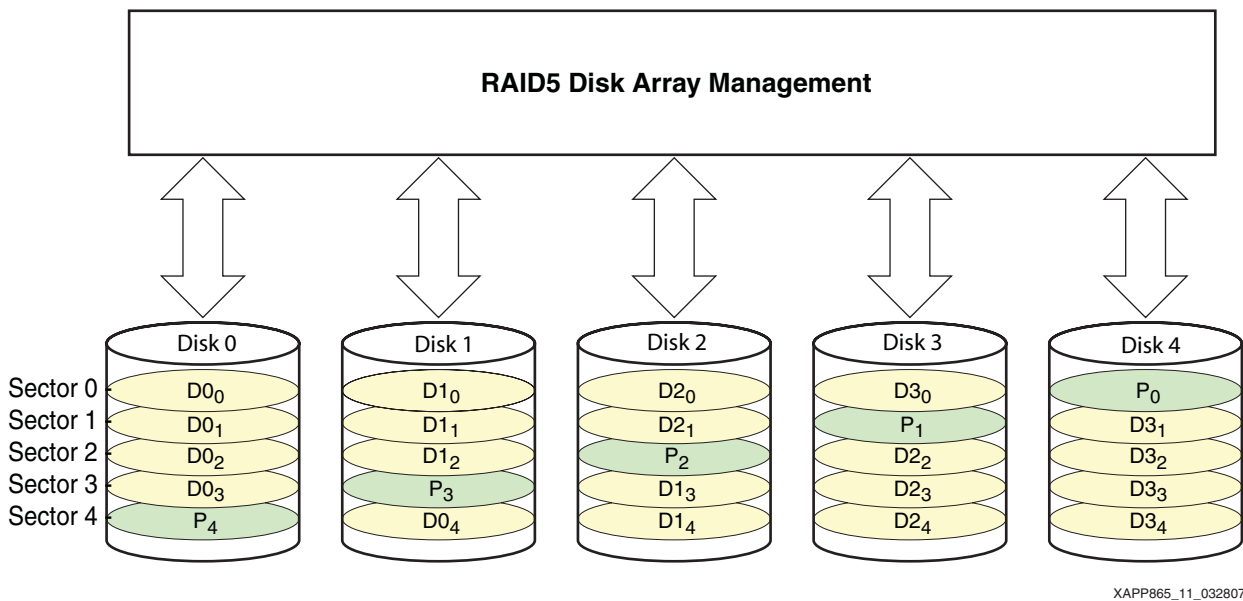 RAID5 Disk Array Management
Disk 0 Disk 1 Disk 2 Disk 3 Disk 4
Sector 0 D0₀ D1₀ D2₀ D3₀ P₀
Sector 1 D0₁ D1₁ D2₁ P₁ D3₁
Sector 2 D0₂ D1₂ P₂ D2₂ D3₂
Sector 3 D0₃ P₃ D1₃ D2₃ D3₃
Sector 4 P₄ D0₄ D1₄ D2₄ D3₄
XAPP865_11_032807